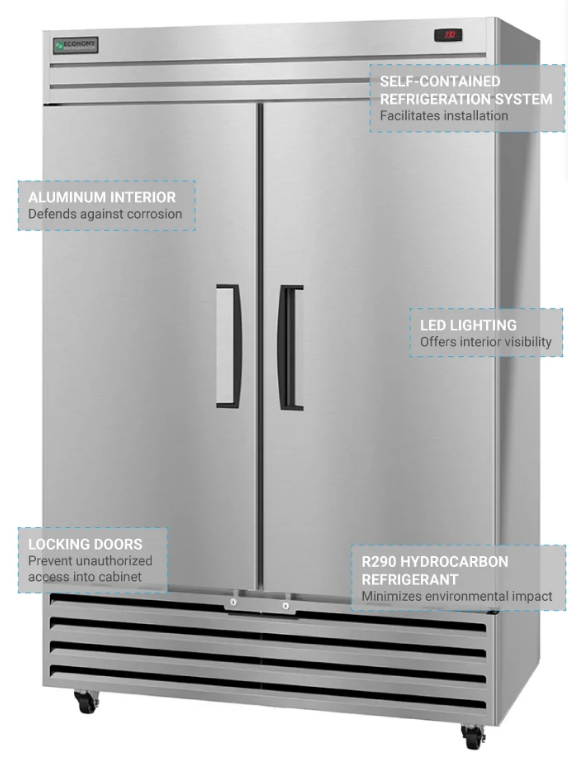 ECONOMY
SELF-CONTAINED
REFRIGERATION SYSTEM
Facilitates installation
ALUMINUM INTERIOR
Defends against corrosion
LED LIGHTING
Offers interior visibility
LOCKING DOORS
Prevent unauthorized
access into cabinet
R290 HYDROCARBON
REFRIGERANT
Minimizes environmental impact